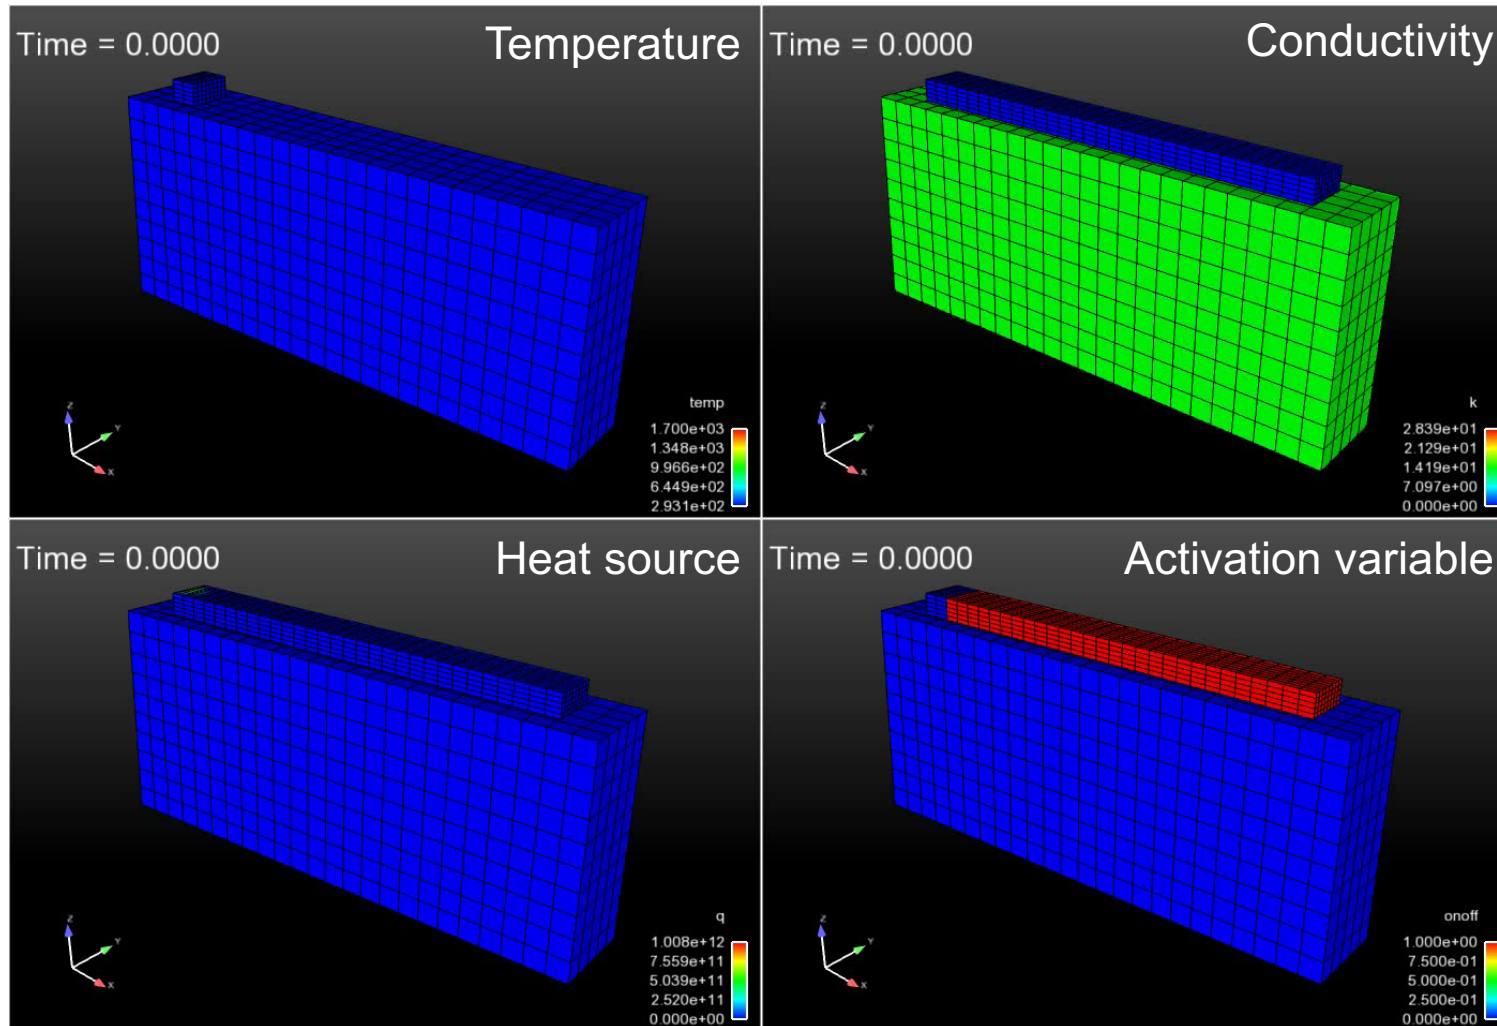 Time = 0.0000
Temperature
temp
1.700e+03
1.348e+03
9.966e+02
6.449e+02
2.931e+02
Z
Y
X
Time = 0.0000
Conductivity
k
2.839e+01
2.129e+01
1.419e+01
7.097e+00
0.000e+00
Z
Y
X
Time = 0.0000
Heat source
q
1.008e+12
7.559e+11
5.039e+11
2.520e+11
0.000e+00
Z
Y
X
Time = 0.0000
Activation variable
onoff
1.000e+00
7.500e-01
5.000e-01
2.500e-01
0.000e+00
Z
Y
X